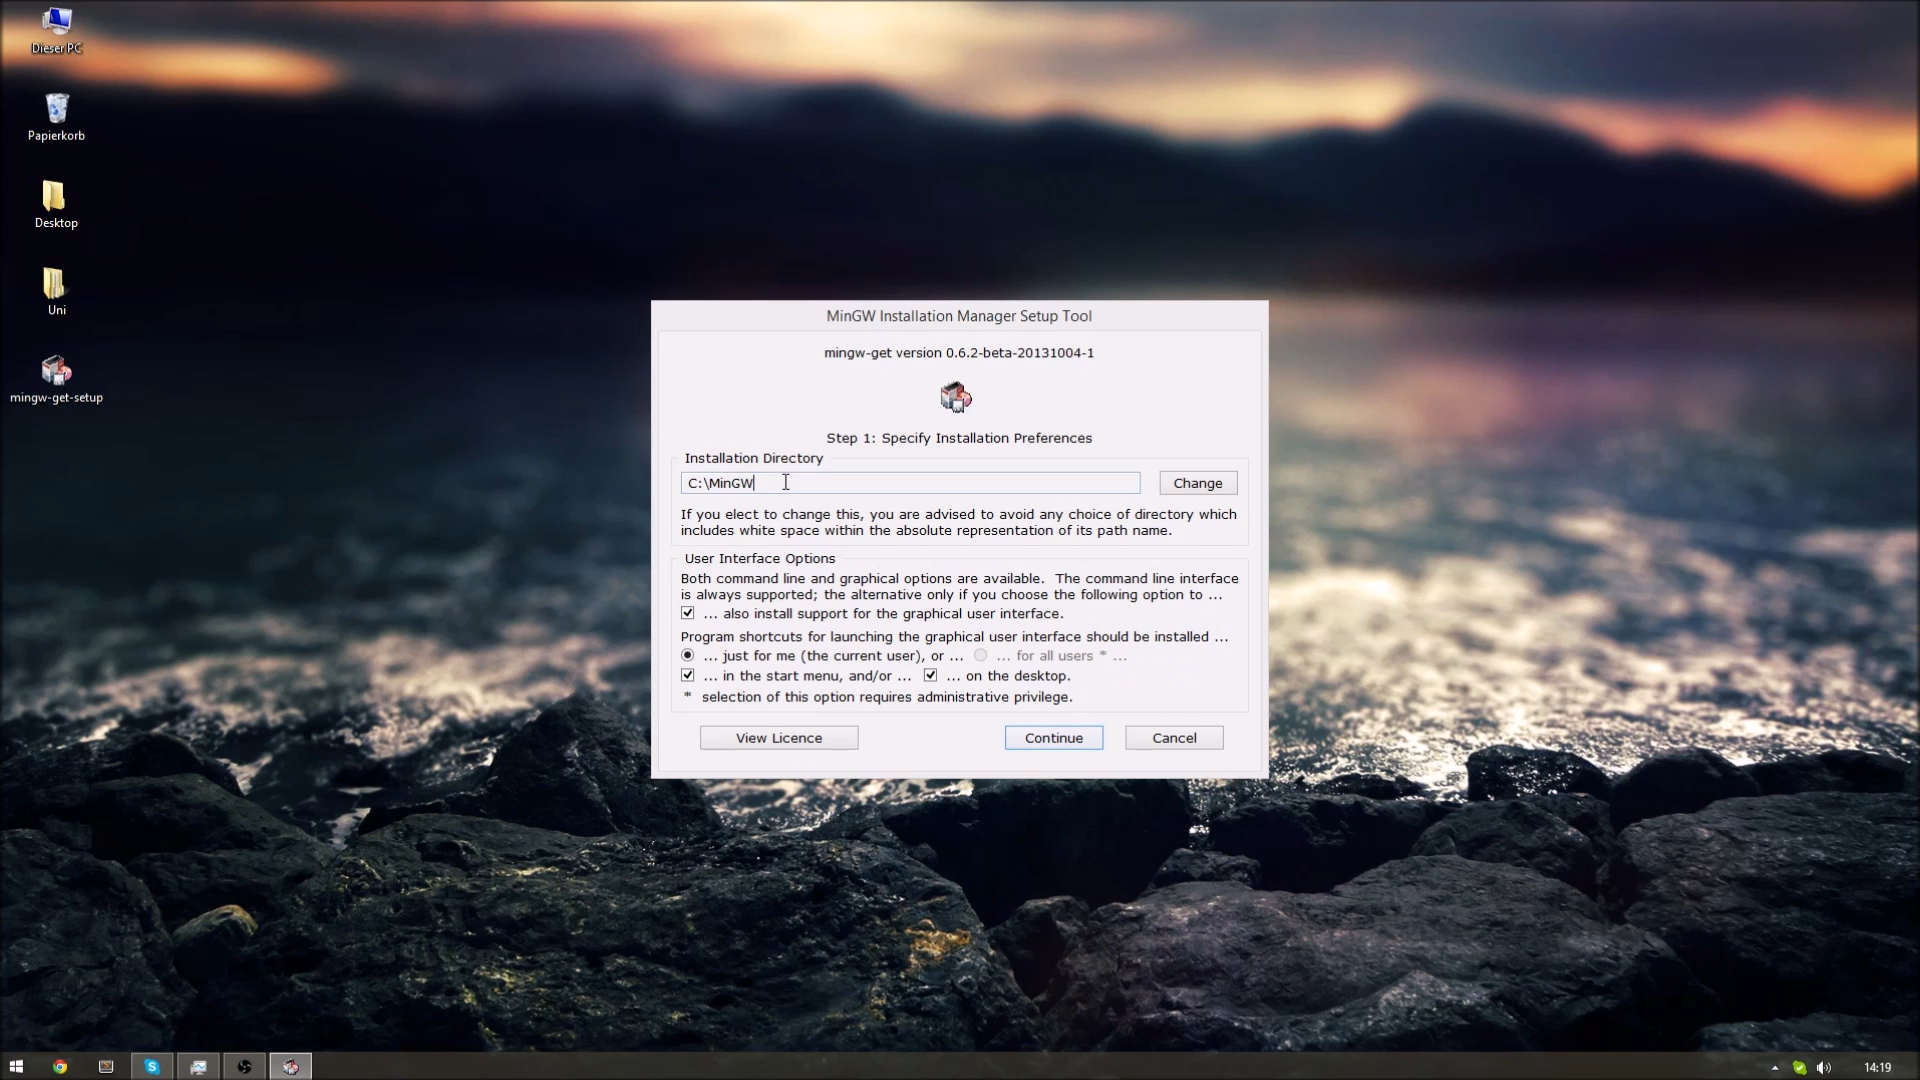 Dieser PC
Papierkorb
Desktop
Uni
mingw-get-setup
MinGW Installation Manager Setup Tool
mingw-get version 0.6.2-beta-20131004-1
Step 1: Specify Installation Preferences
Installation Directory
C:\MinGW
Change
If you elect to change this, you are advised to avoid any choice of directory which
includes white space within the absolute representation of its path name.
User Interface Options
Both command line and graphical options are available.  The command line interface
is always supported; the alternative only if you choose the following option to ...
... also install support for the graphical user interface.
Program shortcuts for launching the graphical user interface should be installed ...
... just for me (the current user), or ... ... for all users * ...
... in the start menu, and/or ... ... on the desktop.
* selection of this option requires administrative privilege.
View Licence Continue Cancel
14:19